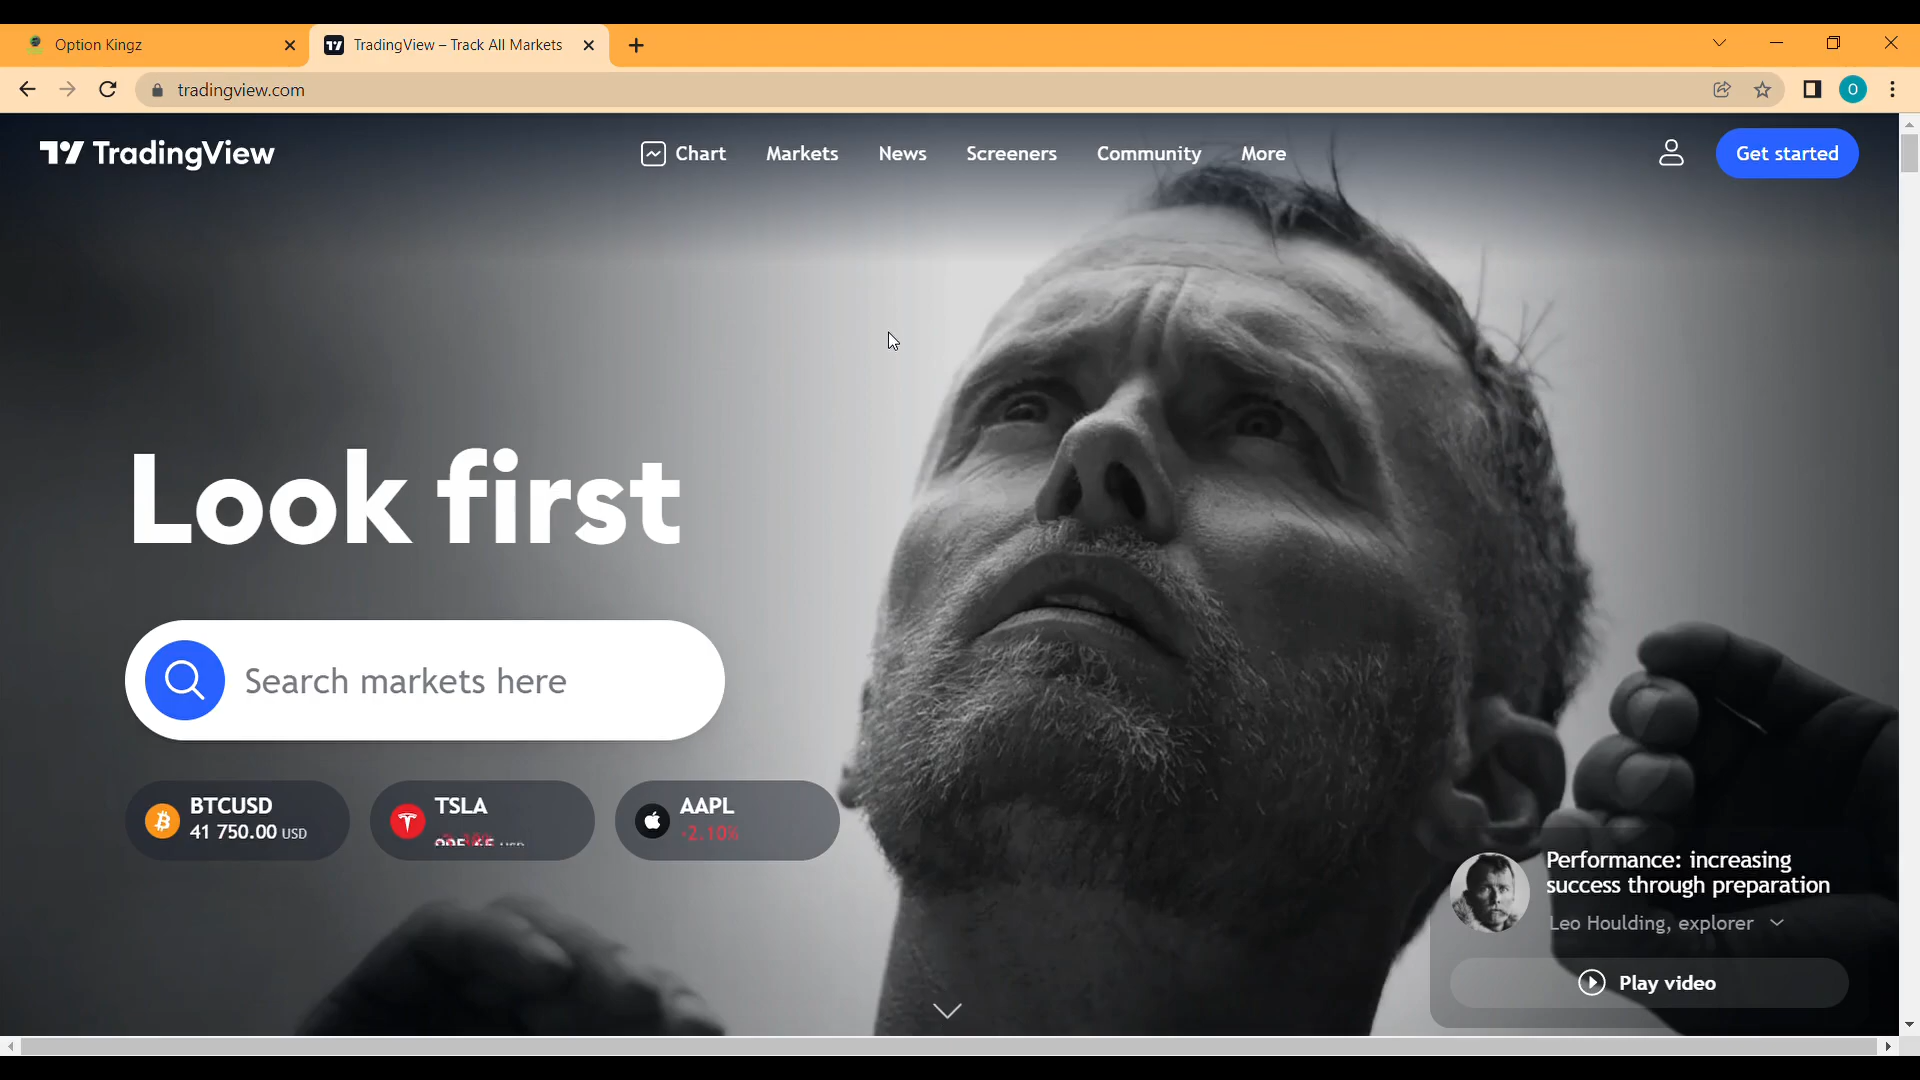 Option Kingz
TradingView – Track All Markets
tradingview.com
O
TradingView
Chart
Markets
News
Screeners
Community
More
Get started
Look first
Search markets here
BTCUSD
41 750.00 USD
TSLA
AAPL
-2.10%
Performance: increasing
success through preparation
Leo Houlding, explorer
Play video